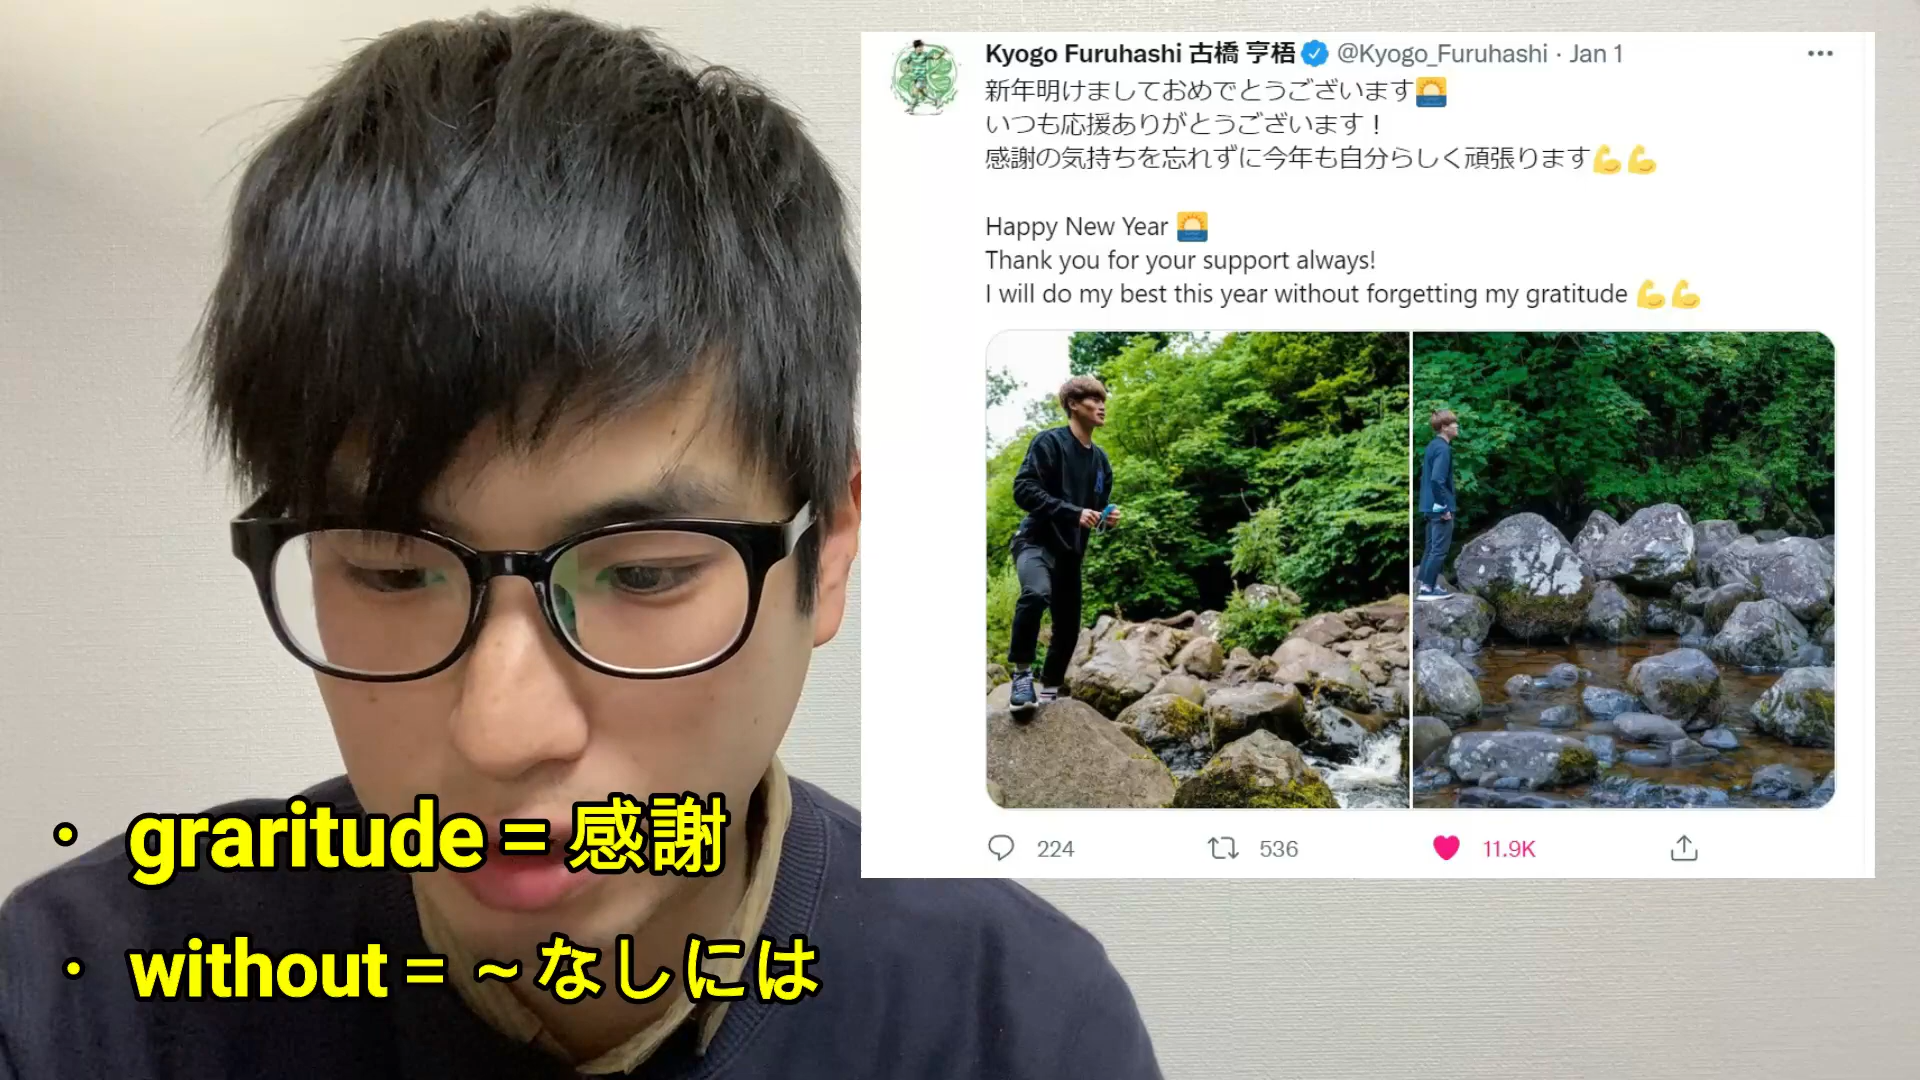 Kyogo Furuhashi 古橋 亨梧 @Kyogo_Furuhashi · Jan 1
新年明けましておめでとうございます🌅
いつも応援ありがとうございます！
感謝の気持ちを忘れずに今年も自分らしく頑張ります💪💪
Happy New Year 🌅
Thank you for your support always!
I will do my best this year without forgetting my gratitude 💪💪
224 536 11.9K
・ graritude = 感謝
・ without = ~なしには